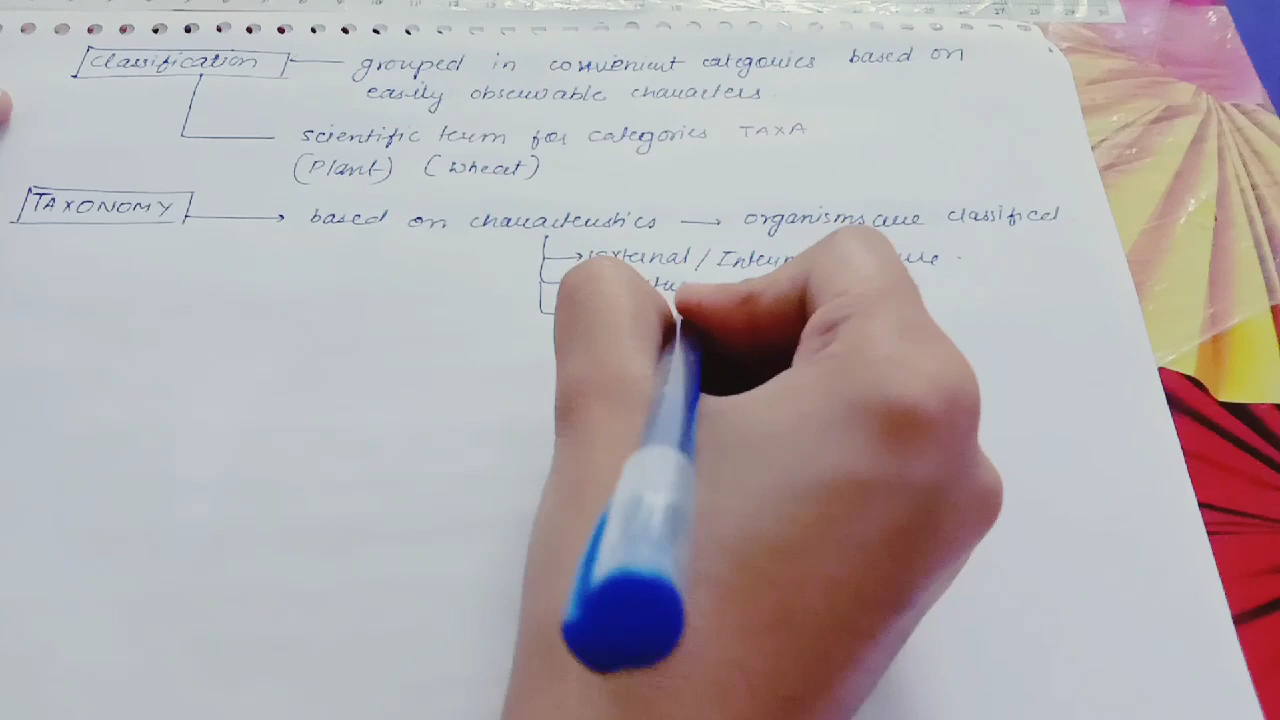 Classification — grouped in convenient categories based on
easily observable characters.
scientific term for categories TAXA
(Plant) (Wheat)
TAXONOMY → based on characteristics → organisms are classified
External /